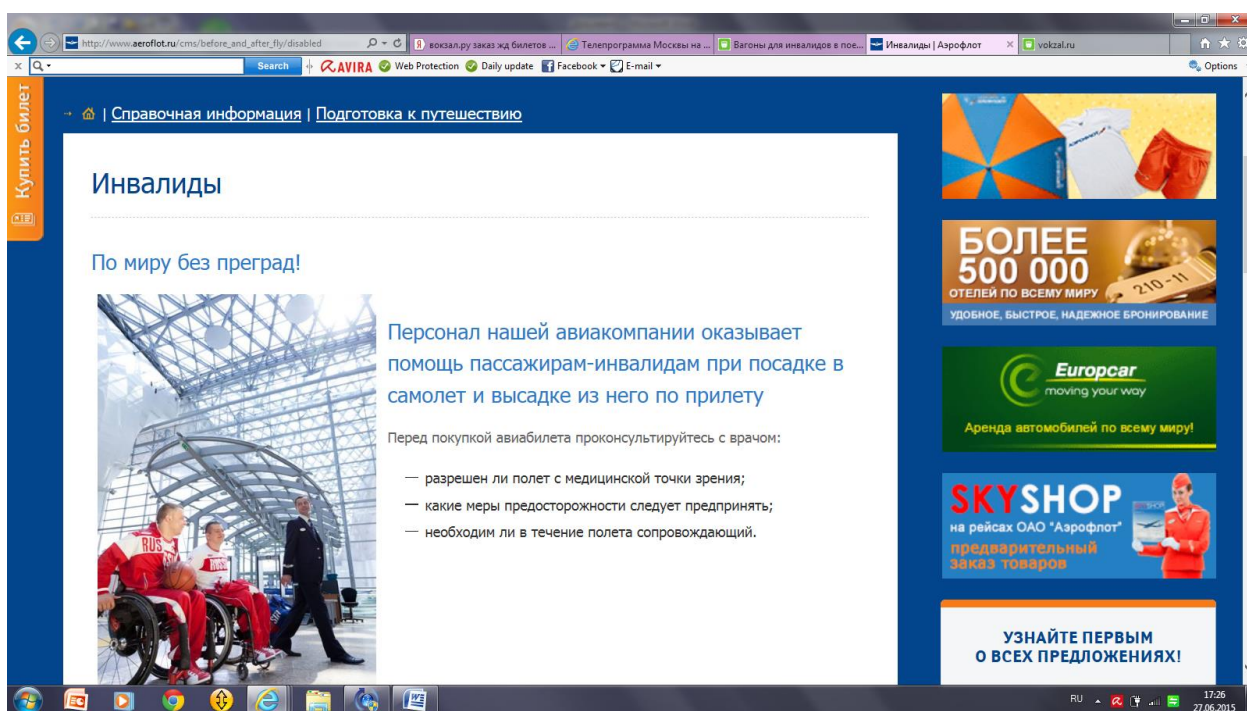 http://www.aeroflot.ru/cms/before_and_after_fly/disabled
вокзал.ру заказ жд билетов ...
Телепрограмма Москвы на ...
Вагоны для инвалидов в пое...
Инвалиды | Аэрофлот
vokzal.ru
Search
AVIRA
Web Protection
Daily update
Facebook
E-mail
Options
Купить билет
| Справочная информация | Подготовка к путешествию
Инвалиды
По миру без преград!
Персонал нашей авиакомпании оказывает
помощь пассажирам-инвалидам при посадке в
самолет и высадке из него по прилету
Перед покупкой авиабилета проконсультируйтесь с врачом:
— разрешен ли полет с медицинской точки зрения;
— какие меры предосторожности следует предпринять;
— необходим ли в течение полета сопровождающий.
RUS
БОЛЕЕ
500 000
ОТЕЛЕЙ ПО ВСЕМУ МИРУ
210-11
УДОБНОЕ, БЫСТРОЕ, НАДЕЖНОЕ БРОНИРОВАНИЕ
Europcar
moving your way
Аренда автомобилей по всему миру!
SKYSHOP
на рейсах ОАО "Аэрофлот"
предварительный
заказ товаров
УЗНАЙТЕ ПЕРВЫМ
О ВСЕХ ПРЕДЛОЖЕНИЯХ!
RU
17:26
27.06.2015